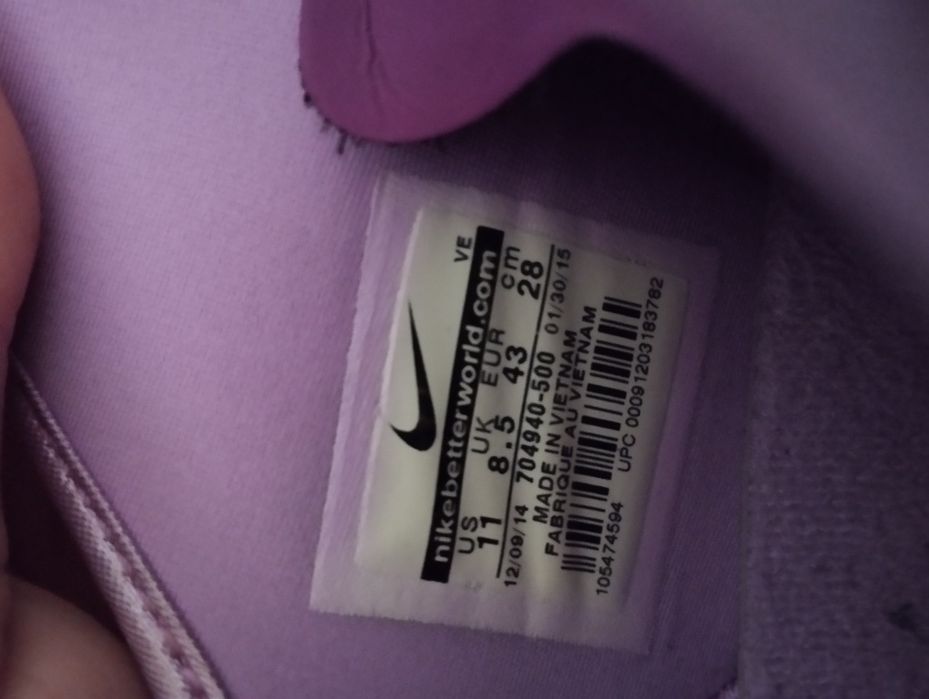 VE
nikebetterworld.com
US UK EUR cm
11 8.5 43 28
12/09/14 704940-500 01/30/15
MADE IN VIETNAM
FABRIQUE AU VIETNAM
105474594 UPC 00091203183782